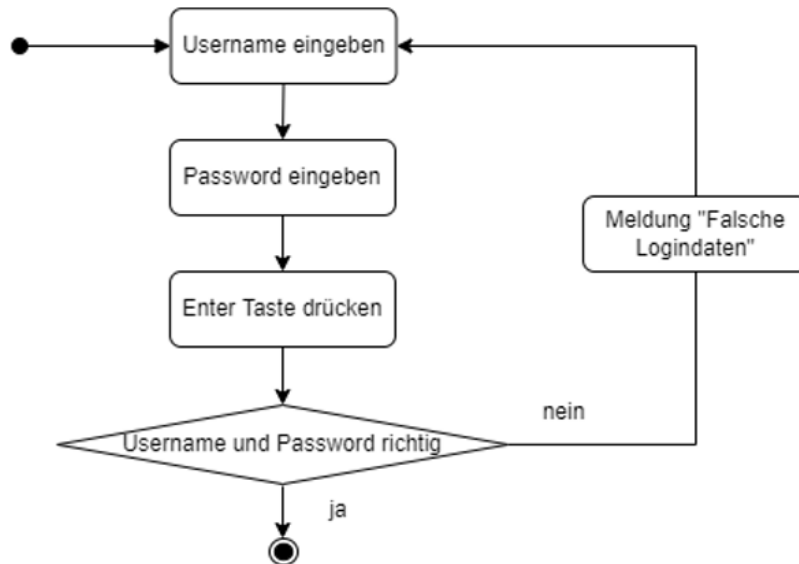 Username eingeben
Password eingeben
Meldung "Falsche
Logindaten"
Enter Taste drücken
nein
Username und Password richtig
ja